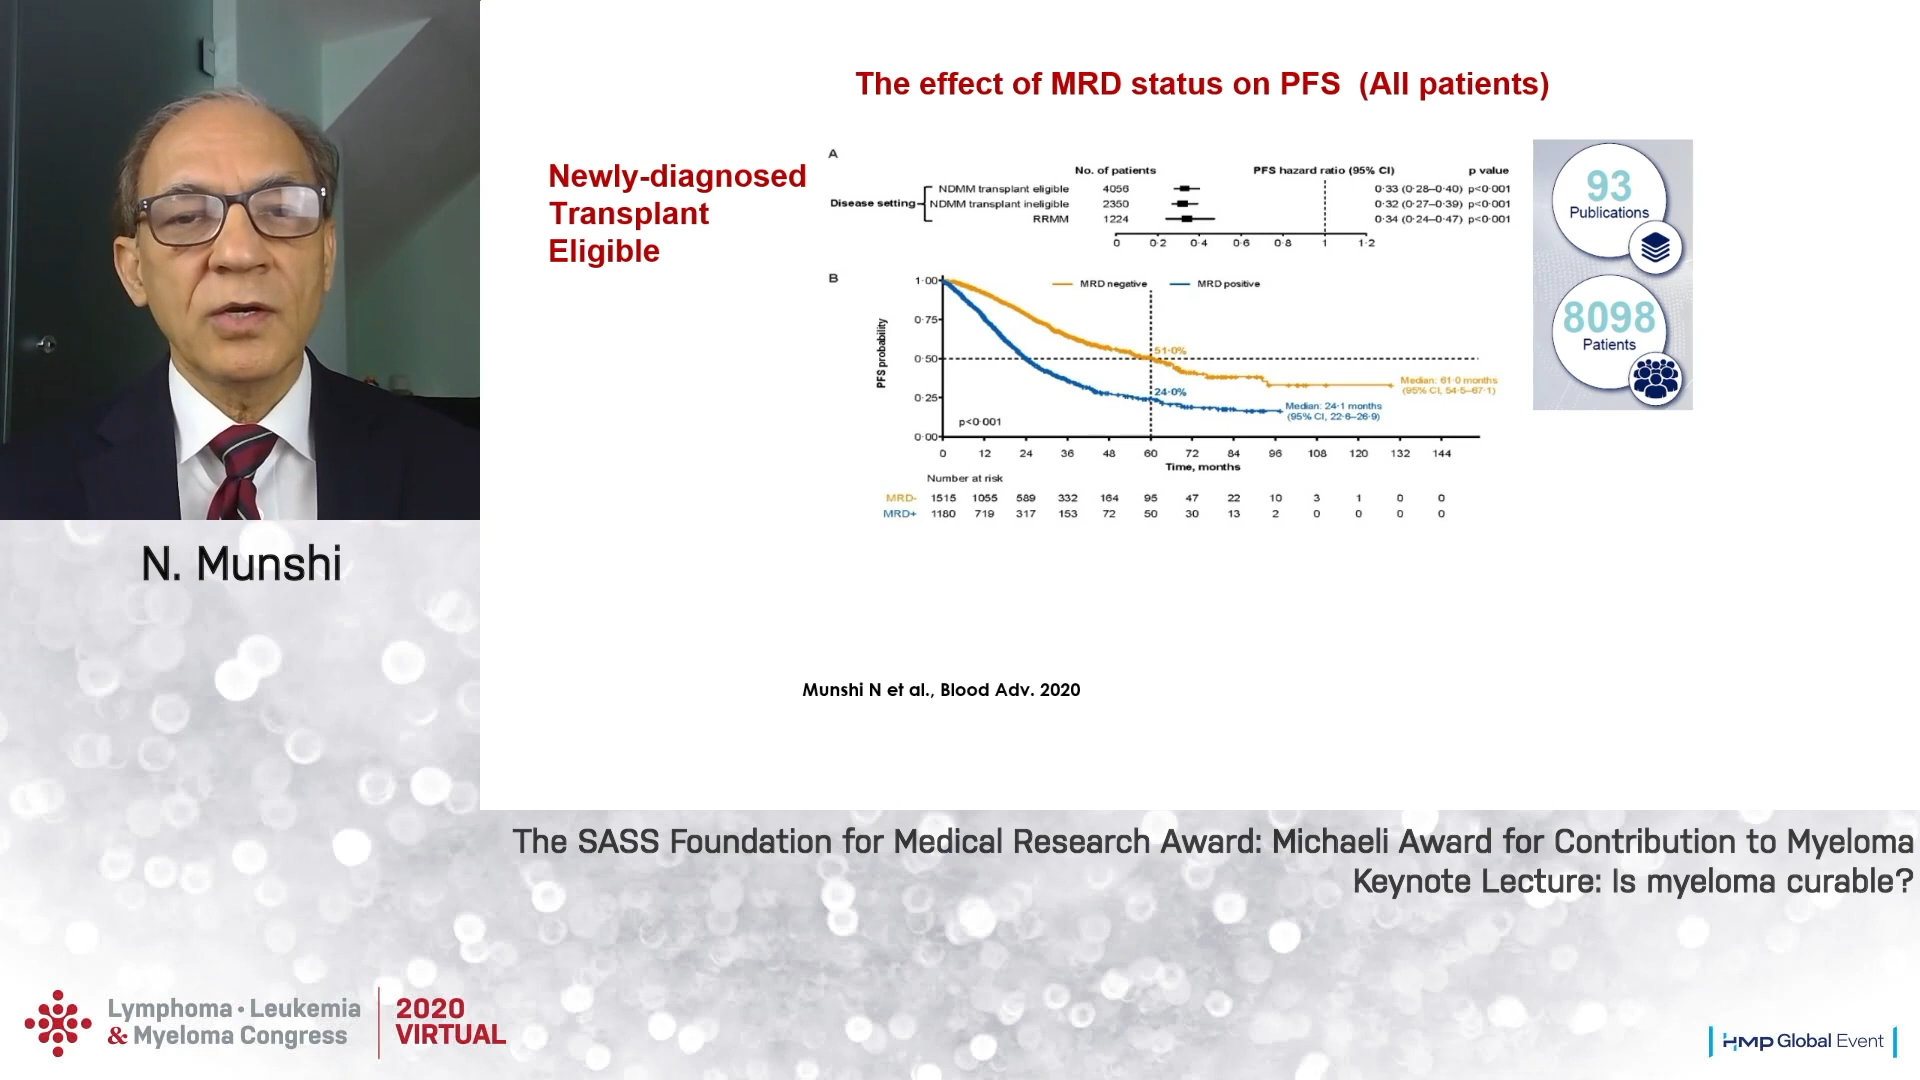 The effect of MRD status on PFS (All patients)
Newly-diagnosed
Transplant
Eligible
A
No. of patients PFS hazard ratio (95% CI) p value
Disease setting
NDMM transplant eligible 4056 0·33 (0·28–0·40) p<0·001
NDMM transplant ineligible 2350 0·32 (0·27–0·39) p<0·001
RRMM 1224 0·34 (0·24–0·47) p<0·001
0 0·2 0·4 0·6 0·8 1 1·2
B
MRD negative MRD positive
PFS probability
1·00
0·75
0·50
0·25
0·00
51·0%
24·0%
Median: 61·0 months
(95% CI, 54·5–67·1)
Median: 24·1 months
(95% CI, 22·6–26·9)
p<0·001
0 12 24 36 48 60 72 84 96 108 120 132 144
Time, months
Number at risk
MRD- 1515 1055 589 332 164 95 47 22 10 3 1 0 0
MRD+ 1180 719 317 153 72 50 30 13 2 0 0 0 0
93
Publications
8098
Patients
Munshi N et al., Blood Adv. 2020
N. Munshi
The SASS Foundation for Medical Research Award: Michaeli Award for Contribution to Myeloma
Keynote Lecture: Is myeloma curable?
Lymphoma • Leukemia
& Myeloma Congress
2020
VIRTUAL
HMP Global Event